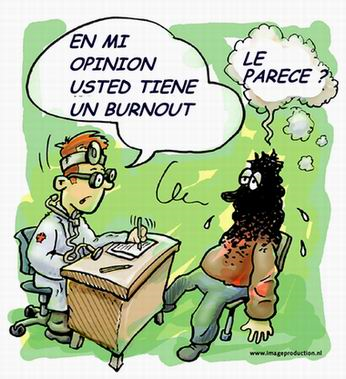 EN MI
OPINION
USTED TIENE
UN BURNOUT
LE
PARECE ?
www.imageproduction.nl